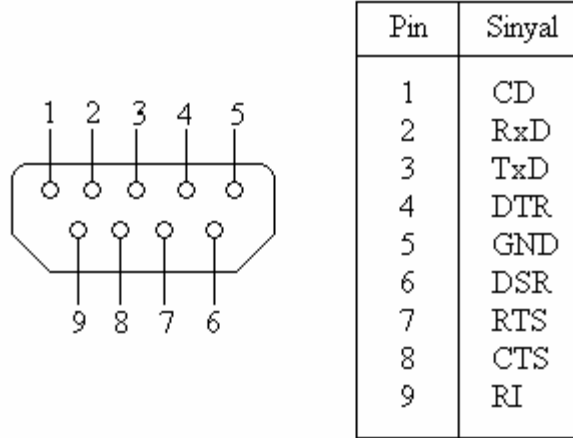 1 2 3 4 5
9 8 7 6
Pin Sinyal
1 CD
2 RxD
3 TxD
4 DTR
5 GND
6 DSR
7 RTS
8 CTS
9 RI